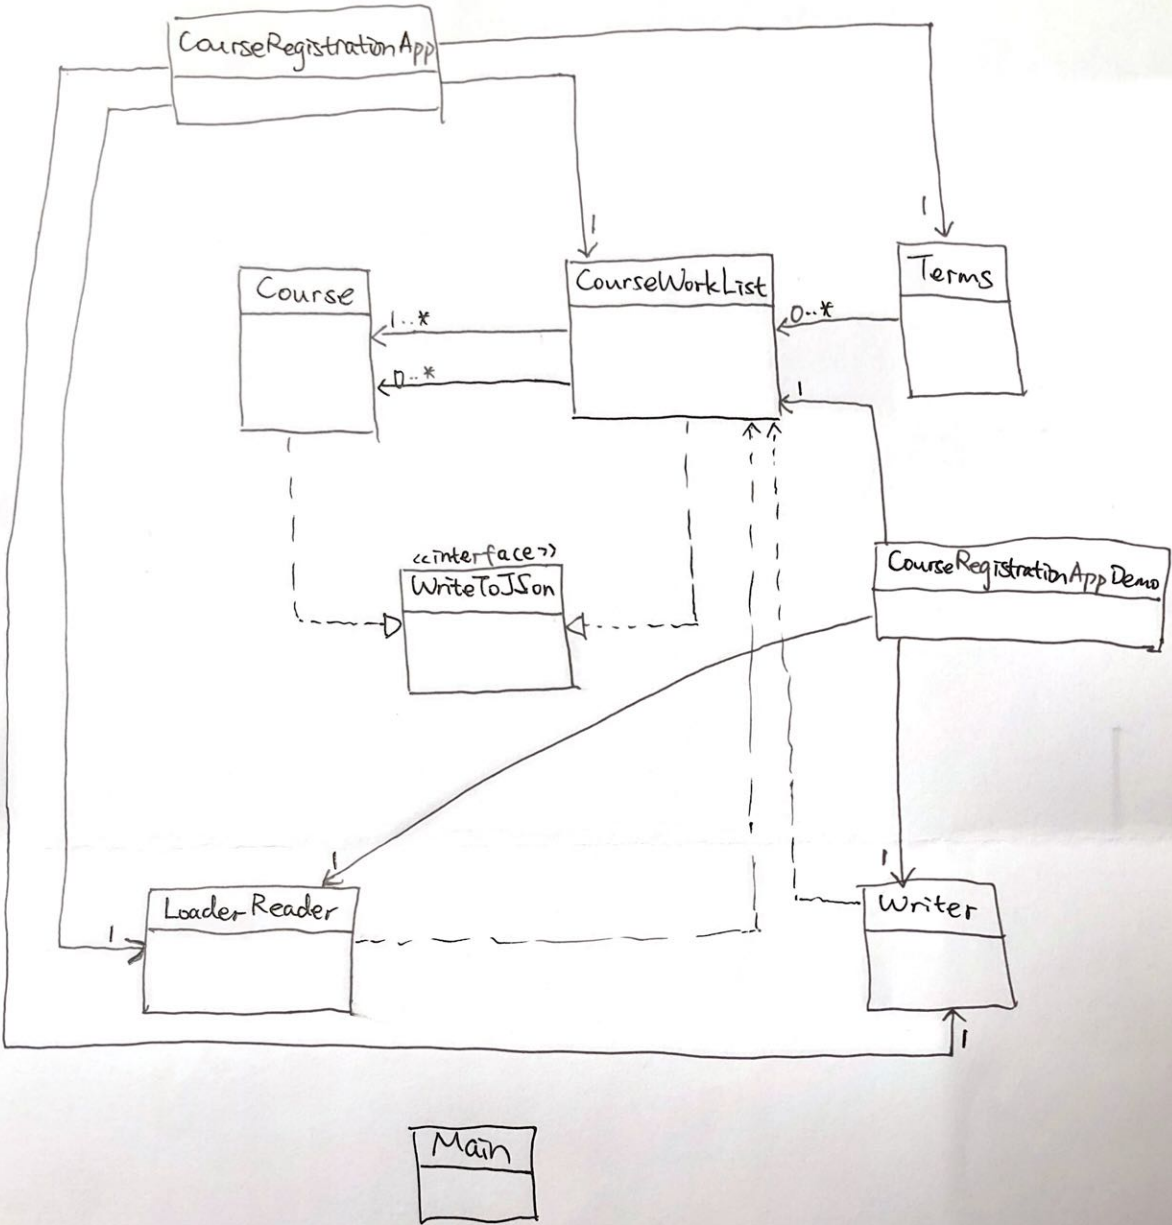 CourseRegistrationApp
1
1
Course
CourseWorkList
Terms
1..*
0..*
0..*
1
<<interface>>
WriteToJSon
CourseRegistrationAppDemo
1
1
LoaderReader
Writer
1
1
Main